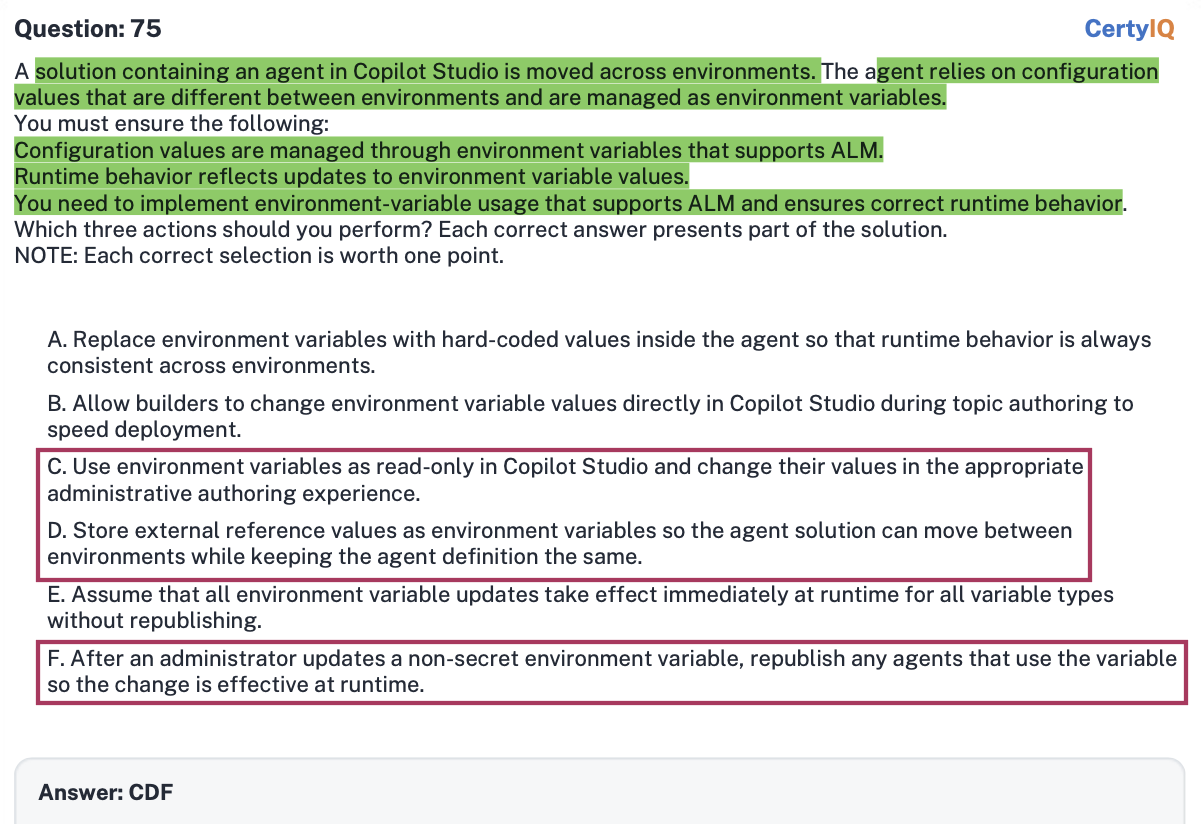 Question: 75
CertyIQ
A solution containing an agent in Copilot Studio is moved across environments. The agent relies on configuration
values that are different between environments and are managed as environment variables.
You must ensure the following:
Configuration values are managed through environment variables that supports ALM.
Runtime behavior reflects updates to environment variable values.
You need to implement environment-variable usage that supports ALM and ensures correct runtime behavior.
Which three actions should you perform? Each correct answer presents part of the solution.
NOTE: Each correct selection is worth one point.
A. Replace environment variables with hard-coded values inside the agent so that runtime behavior is always
consistent across environments.
B. Allow builders to change environment variable values directly in Copilot Studio during topic authoring to
speed deployment.
C. Use environment variables as read-only in Copilot Studio and change their values in the appropriate
administrative authoring experience.
D. Store external reference values as environment variables so the agent solution can move between
environments while keeping the agent definition the same.
E. Assume that all environment variable updates take effect immediately at runtime for all variable types
without republishing.
F. After an administrator updates a non-secret environment variable, republish any agents that use the variable
so the change is effective at runtime.
Answer: CDF